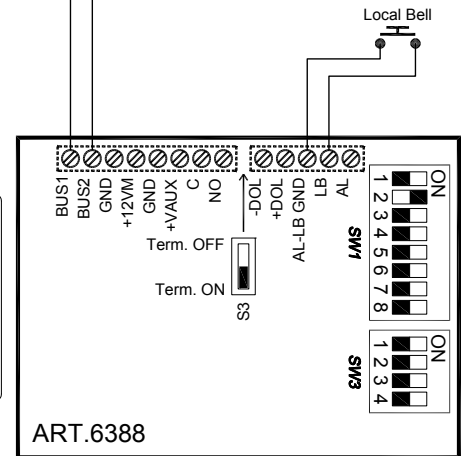 Local Bell
BUS1
BUS2
GND
+12VM
GND
+VAUX
C
NO
-DOL
+DOL
AL-LB GND
LB
AL
Term. OFF
Term. ON
S3
SW1
ON
1
2
3
4
5
6
7
8
SW3
ON
1
2
3
4
ART.6388